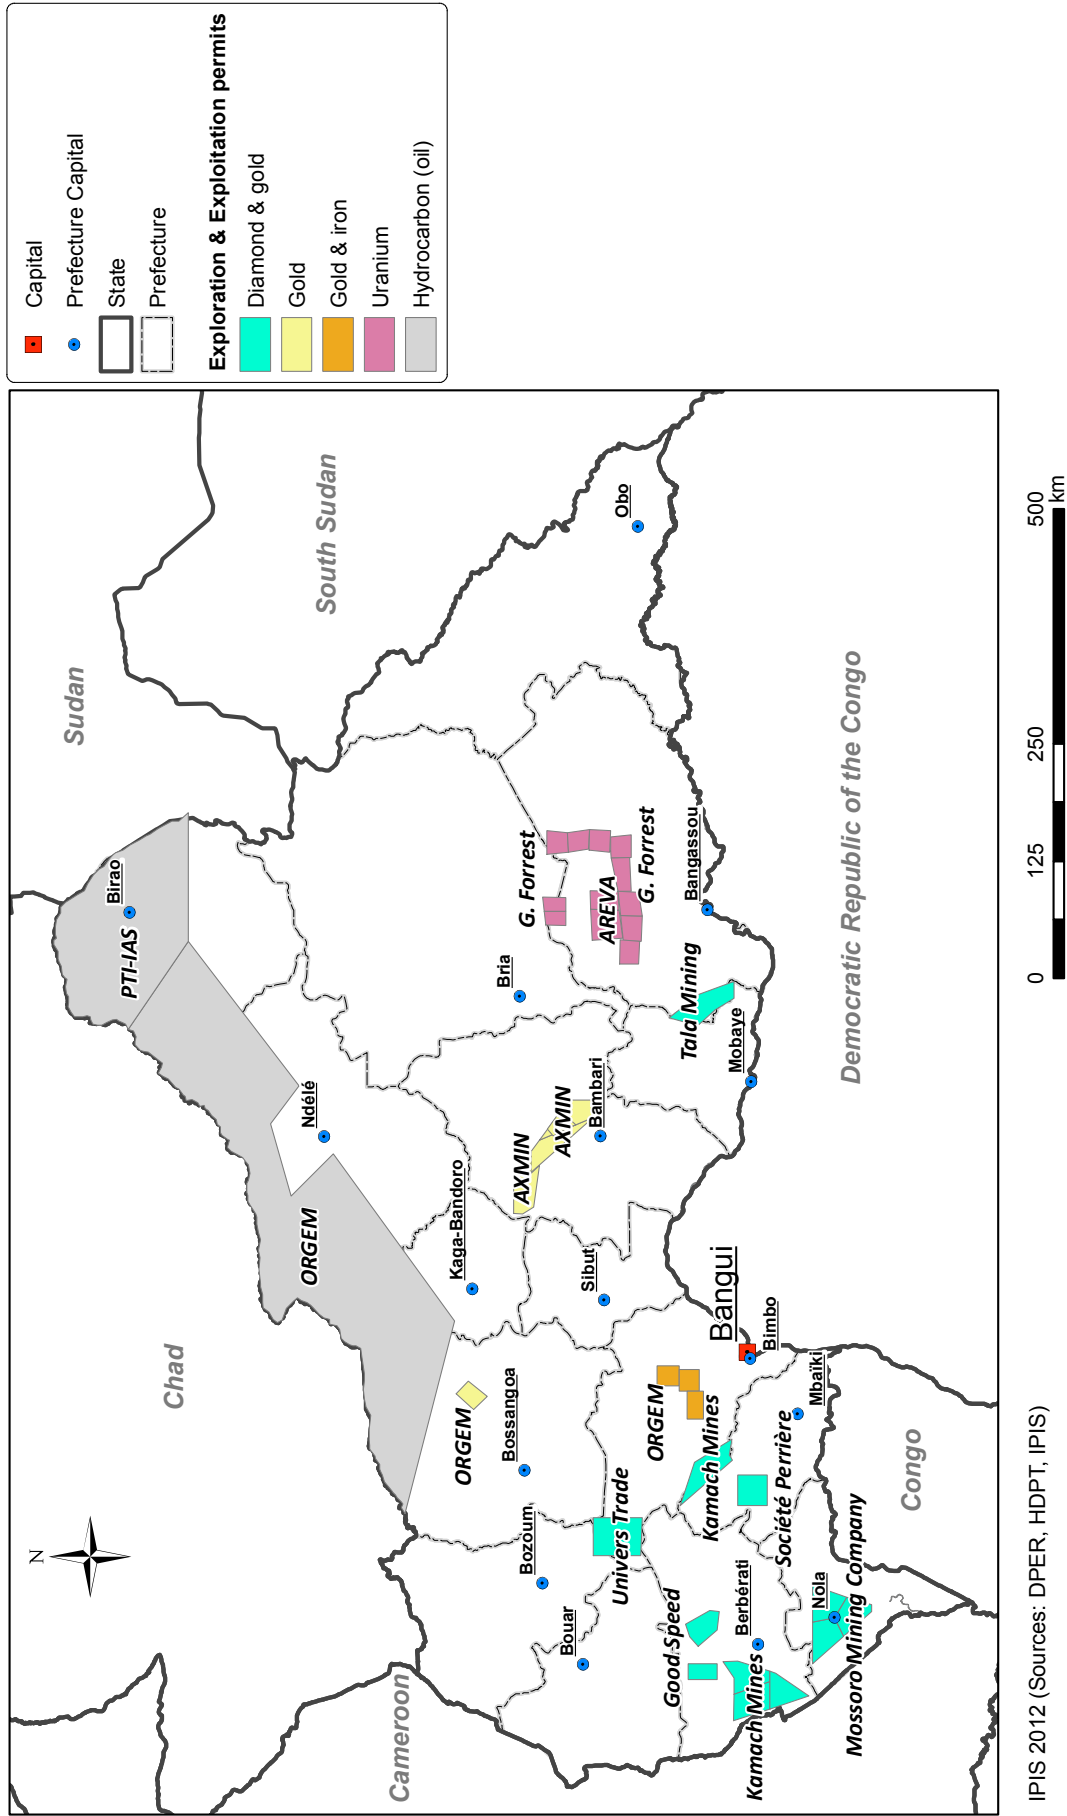 Capital
Prefecture Capital
State
Prefecture
Exploration & Exploitation permits
Diamond & gold
Gold
Gold & iron
Uranium
Hydrocarbon (oil)
N
Chad
Sudan
South Sudan
Cameroon
Congo
Democratic Republic of the Congo
Birao
PTI-IAS
Ndélé
ORGEM
Kaga-Bandoro
ORGEM
Bossangoa
Bozoum
Bouar
Bria
G. Forrest
AREVA
G. Forrest
Obo
AXMIN
AXMIN
Bambari
Sibut
Tala Mining
Bangassou
Mobaye
Bangui
Bimbo
Mbaïki
ORGEM
Kamach Mines
Univers Trade
Société Perrière
Good Speed
Berbérati
Kamach Mines
Nola
Mossoro Mining Company
0 125 250 500
km
IPIS 2012 (Sources: DPER, HDPT, IPIS)